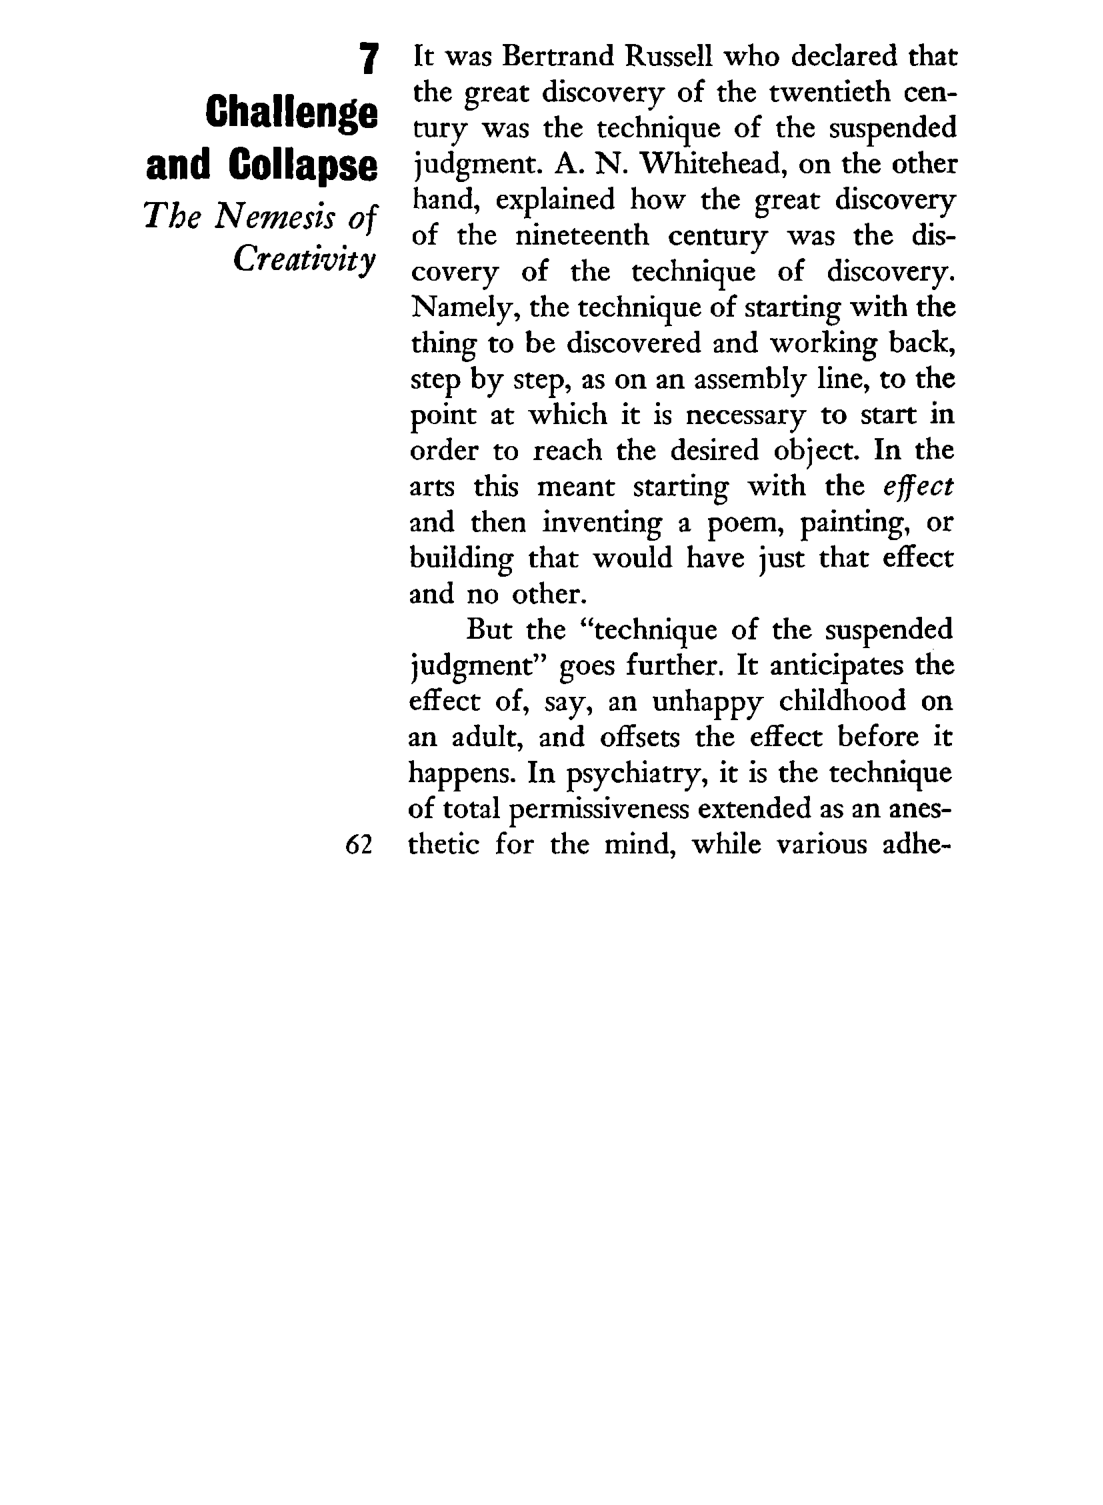 7
Challenge
and Collapse
The Nemesis of
Creativity
It was Bertrand Russell who declared that
the great discovery of the twentieth cen-
tury was the technique of the suspended
judgment. A. N. Whitehead, on the other
hand, explained how the great discovery
of the nineteenth century was the dis-
covery of the technique of discovery.
Namely, the technique of starting with the
thing to be discovered and working back,
step by step, as on an assembly line, to the
point at which it is necessary to start in
order to reach the desired object. In the
arts this meant starting with the effect
and then inventing a poem, painting, or
building that would have just that effect
and no other.
But the “technique of the suspended
judgment” goes further. It anticipates the
effect of, say, an unhappy childhood on
an adult, and offsets the effect before it
happens. In psychiatry, it is the technique
of total permissiveness extended as an anes-
thetic for the mind, while various adhe-
62